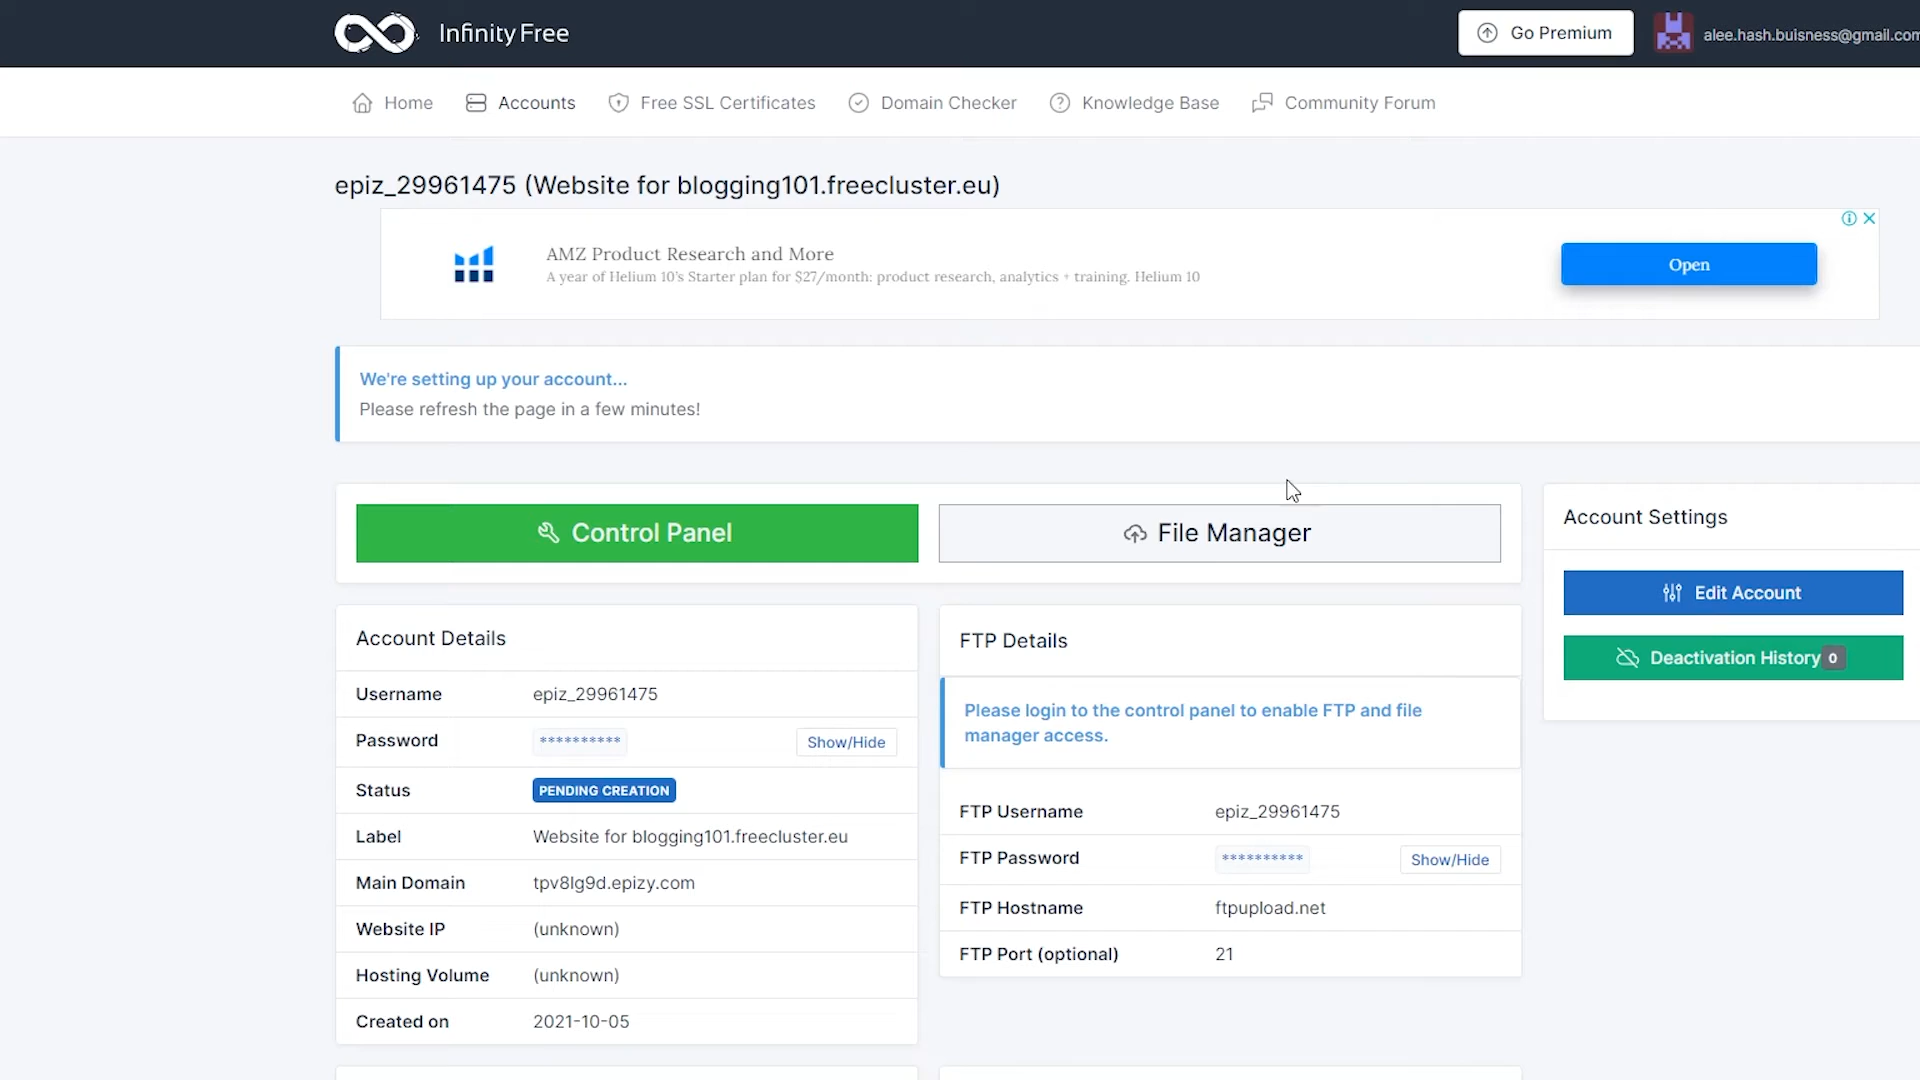 Infinity Free
Go Premium
alee.hash.buisness@gmail.com
Home
Accounts
Free SSL Certificates
Domain Checker
Knowledge Base
Community Forum
epiz_29961475 (Website for blogging101.freecluster.eu)
AMZ Product Research and More
A year of Helium 10's Starter plan for $27/month: product research, analytics + training. Helium 10
Open
We're setting up your account...
Please refresh the page in a few minutes!
Control Panel
File Manager
Account Details
Username epiz_29961475
Password ********** Show/Hide
Status PENDING CREATION
Label Website for blogging101.freecluster.eu
Main Domain tpv8lg9d.epizy.com
Website IP (unknown)
Hosting Volume (unknown)
Created on 2021-10-05
FTP Details
Please login to the control panel to enable FTP and file
manager access.
FTP Username epiz_29961475
FTP Password ********** Show/Hide
FTP Hostname ftpupload.net
FTP Port (optional) 21
Account Settings
Edit Account
Deactivation History 0